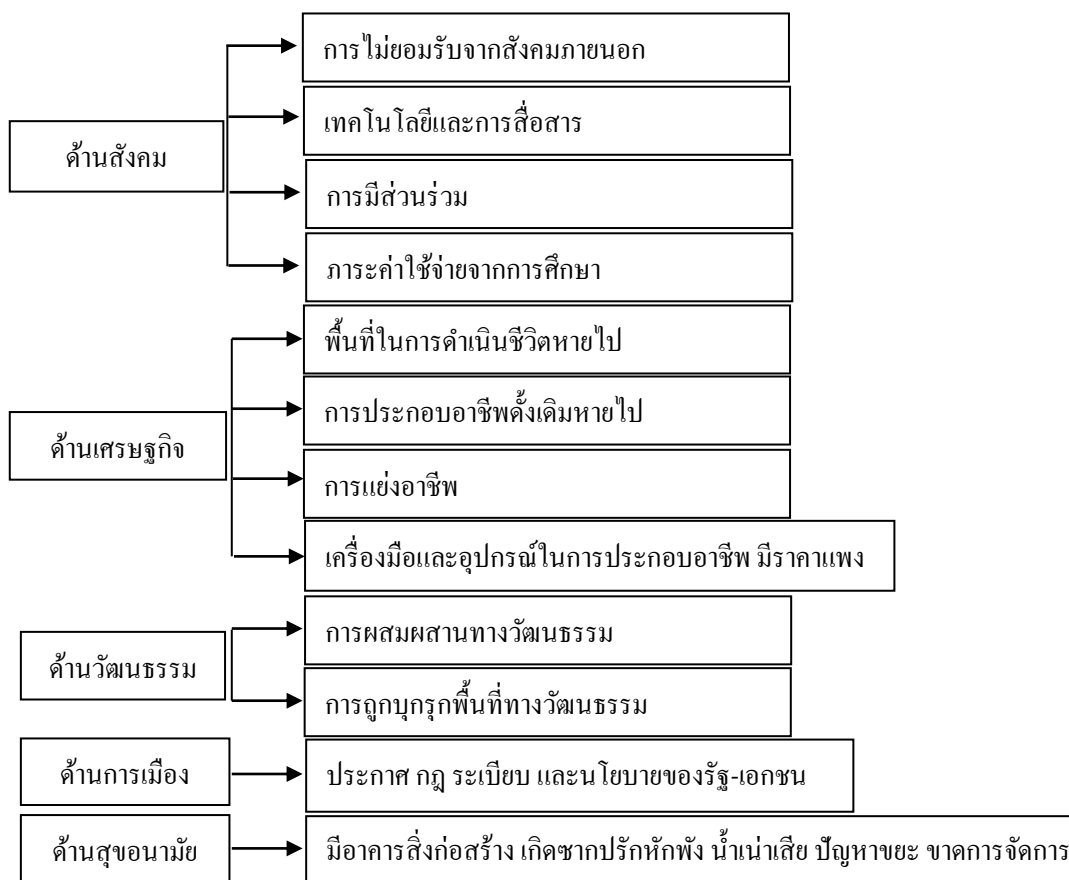 ด้านสังคม
การไม่ยอมรับจากสังคมภายนอก
เทคโนโลยีและการสื่อสาร
การมีส่วนร่วม
ภาระค่าใช้จ่ายจากการศึกษา
ด้านเศรษฐกิจ
พื้นที่ในการดำเนินชีวิตหายไป
การประกอบอาชีพดั้งเดิมหายไป
การแย่งอาชีพ
เครื่องมือและอุปกรณ์ในการประกอบอาชีพ มีราคาแพง
ด้านวัฒนธรรม
การผสมผสานทางวัฒนธรรม
การถูกบุกรุกพื้นที่ทางวัฒนธรรม
ด้านการเมือง
ประกาศ กฎ ระเบียบ และนโยบายของรัฐ-เอกชน
ด้านสุขอนามัย
มีอาคารสิ่งก่อสร้าง เกิดซากปรักหักพัง น้ำเน่าเสีย ปัญหาขยะ ขาดการจัดการ